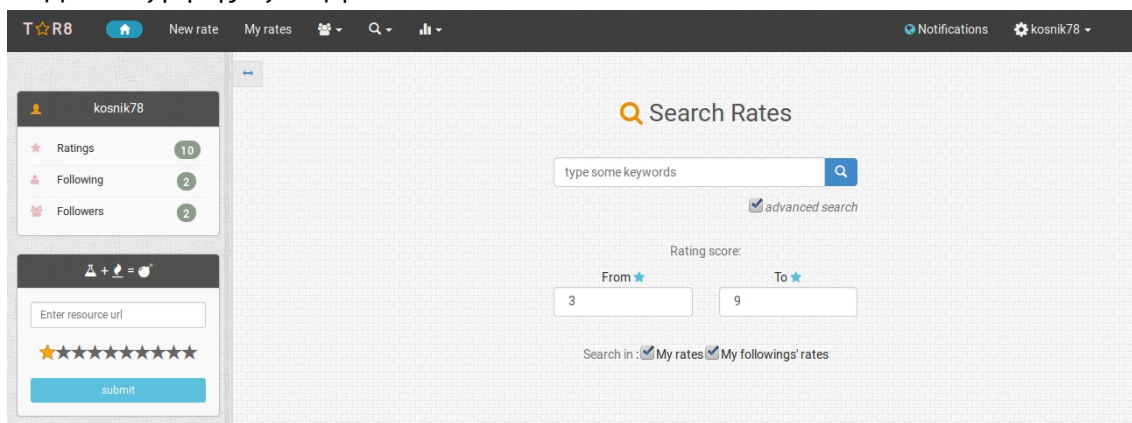 T☆R8 New rate My rates Notifications kosnik78
kosnik78
Ratings 10
Following 2
Followers 2
+ =
Enter resource url
submit
Search Rates
type some keywords
advanced search
Rating score:
From To
3 9
Search in : My rates My followings' rates